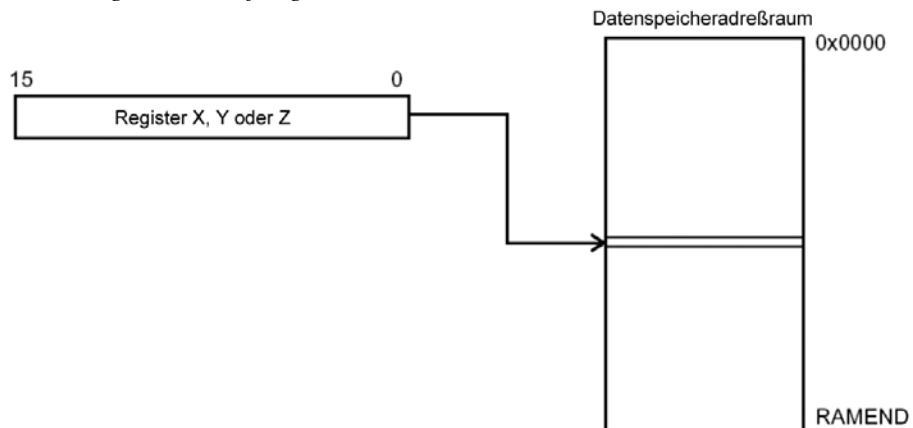 Datenspeicheradreßraum
0x0000
15 0
Register X, Y oder Z
RAMEND